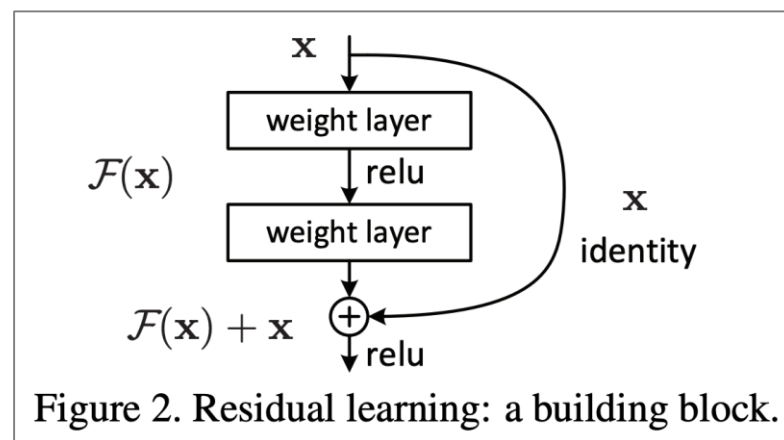 x
weight layer
F(x)
relu
x
weight layer
identity
F(x) + x
+
relu
Figure 2. Residual learning: a building block.